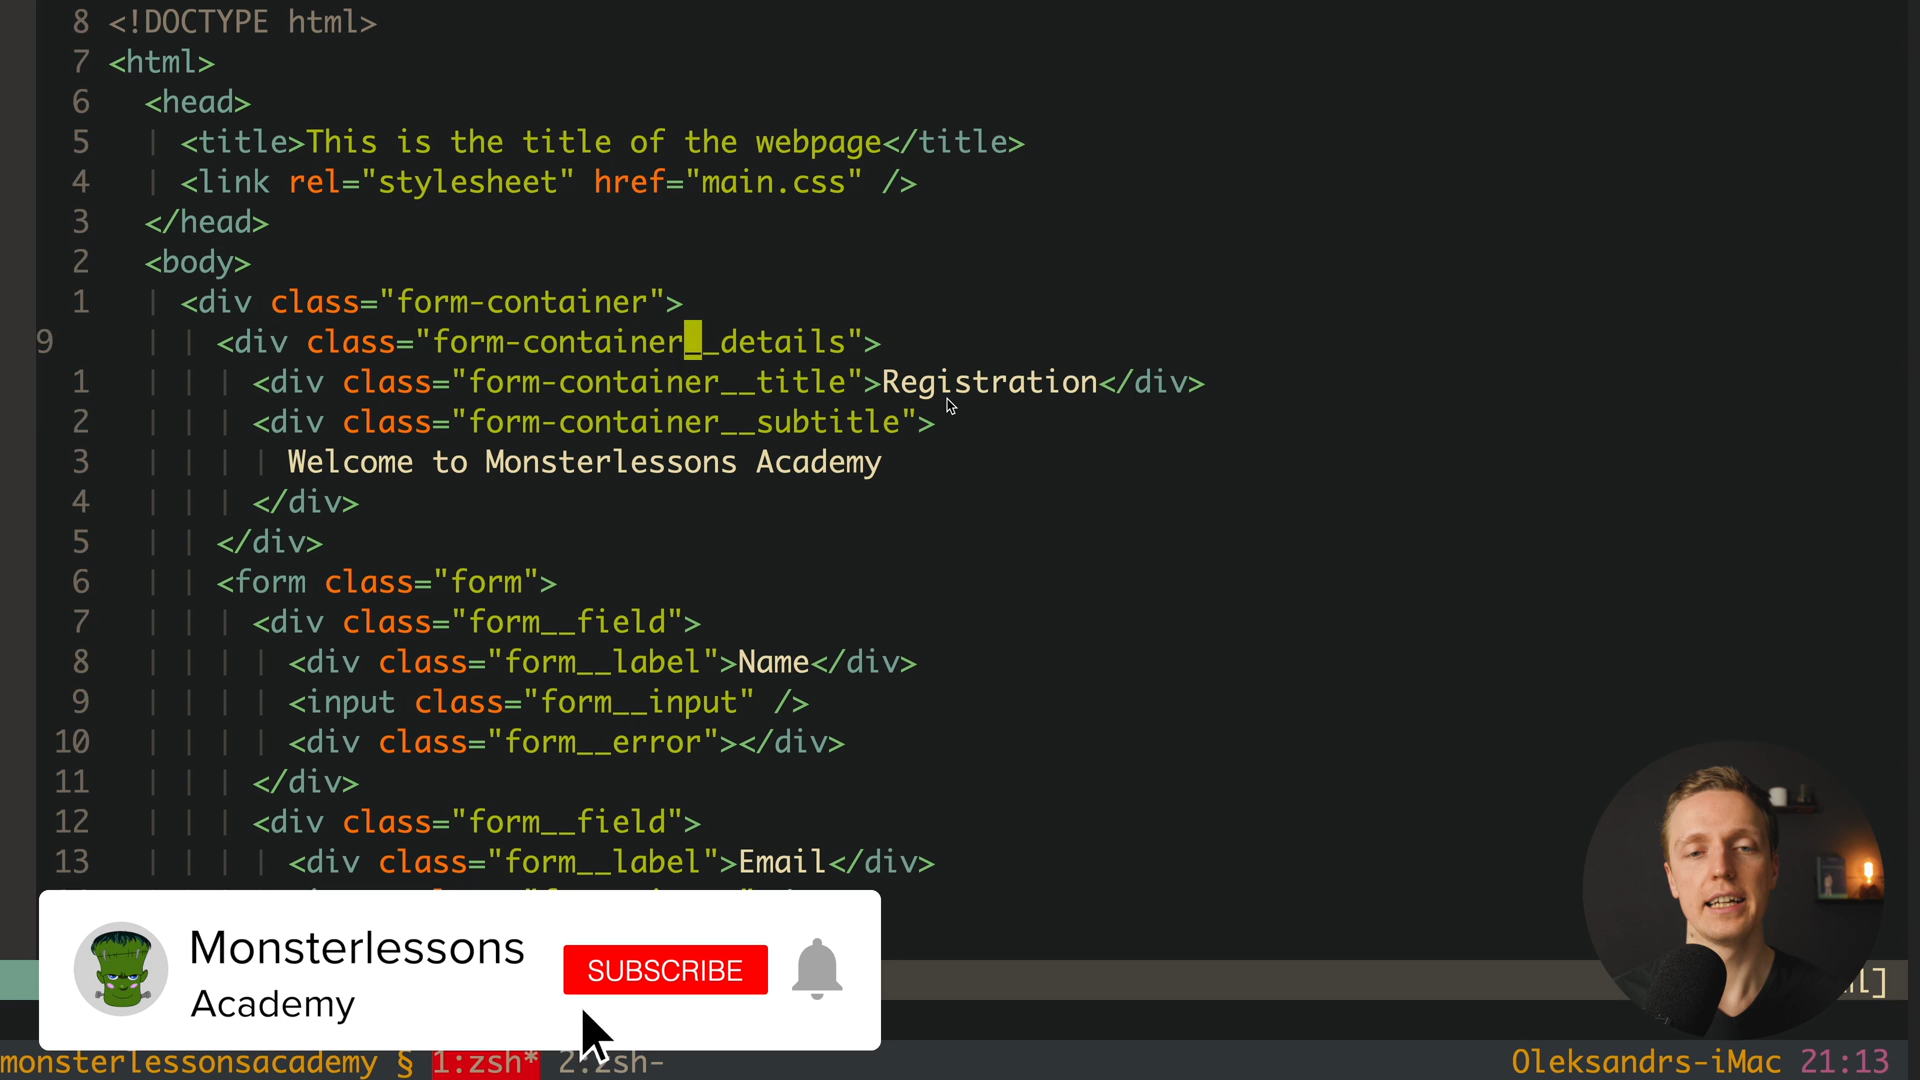 8 <!DOCTYPE html>
7 <html>
6 <head>
5 <title>This is the title of the webpage</title>
4 <link rel="stylesheet" href="main.css" />
3 </head>
2 <body>
1 <div class="form-container">
9 <div class="form-container__details">
1 <div class="form-container__title">Registration</div>
2 <div class="form-container__subtitle">
3 Welcome to Monsterlessons Academy
4 </div>
5 </div>
6 <form class="form">
7 <div class="form__field">
8 <div class="form__label">Name</div>
9 <input class="form__input" />
10 <div class="form__error"></div>
11 </div>
12 <div class="form__field">
13 <div class="form__label">Email</div>
Monsterlessons
Academy
SUBSCRIBE
monsterlessonsacademy § 1:zsh* 2:zsh-
Oleksandrs-iMac 21:13